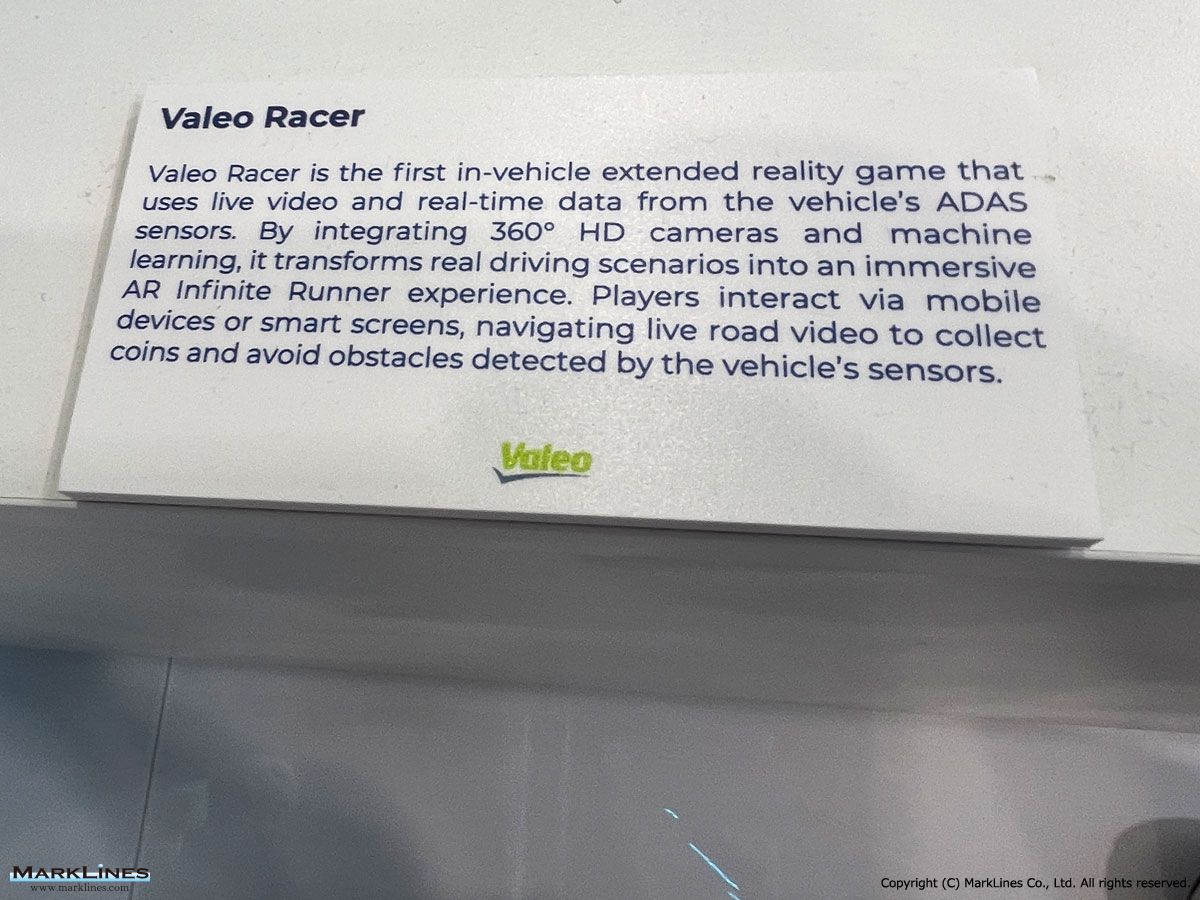 Valeo Racer
Valeo Racer is the first in-vehicle extended reality game that
uses live video and real-time data from the vehicle's ADAS
sensors. By integrating 360° HD cameras and machine
learning, it transforms real driving scenarios into an immersive
AR Infinite Runner experience. Players interact via mobile
devices or smart screens, navigating live road video to collect
coins and avoid obstacles detected by the vehicle's sensors.
Valeo
MARKLINES
www.marklines.com
Copyright (C) MarkLines Co., Ltd. All rights reserved.